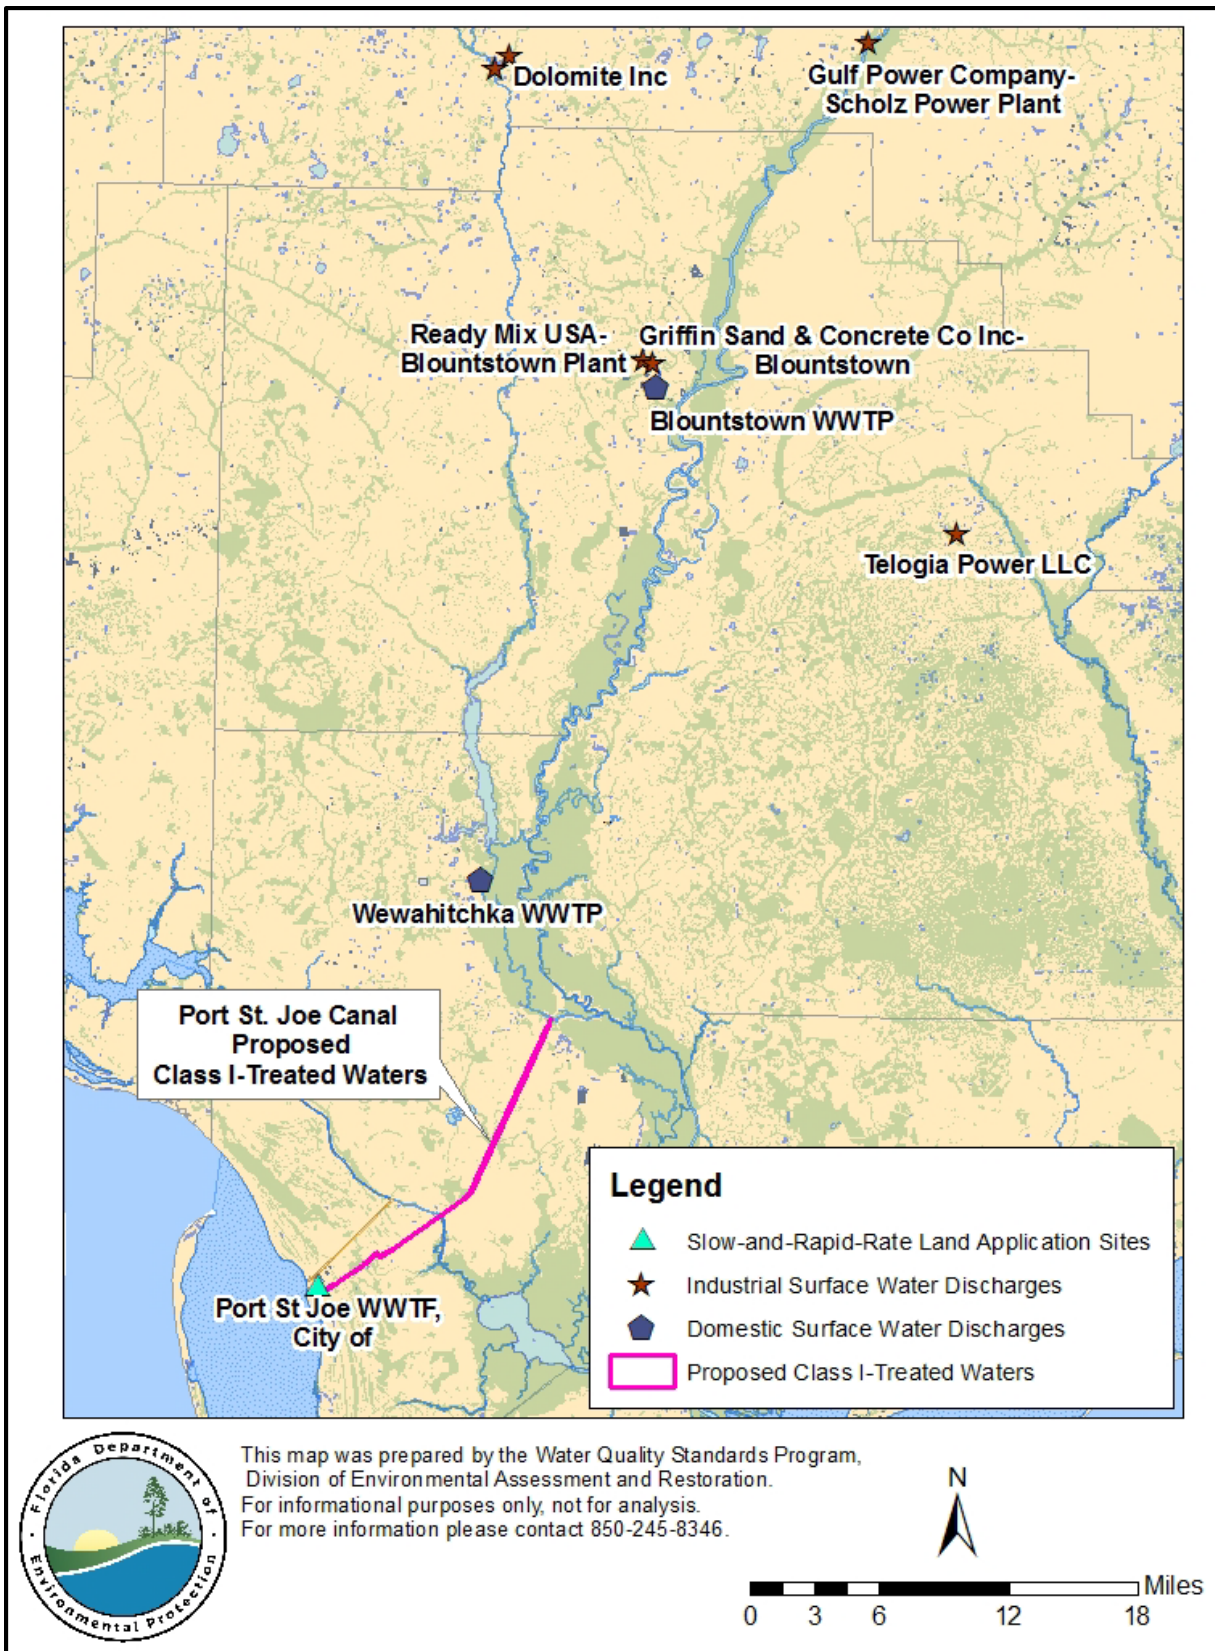 Dolomite Inc
Gulf Power Company-
Scholz Power Plant
Ready Mix USA-
Blountstown Plant
Griffin Sand & Concrete Co Inc-
Blountstown
Blountstown WWTP
Telogia Power LLC
Wewahitchka WWTP
Port St. Joe Canal
Proposed
Class I-Treated Waters
Port St Joe WWTF,
City of
Legend
Slow-and-Rapid-Rate Land Application Sites
Industrial Surface Water Discharges
Domestic Surface Water Discharges
Proposed Class I-Treated Waters
Florida Department of
Environmental Protection
This map was prepared by the Water Quality Standards Program,
Division of Environmental Assessment and Restoration.
For informational purposes only, not for analysis.
For more information please contact 850-245-8346.
N
Miles
0 3 6 12 18